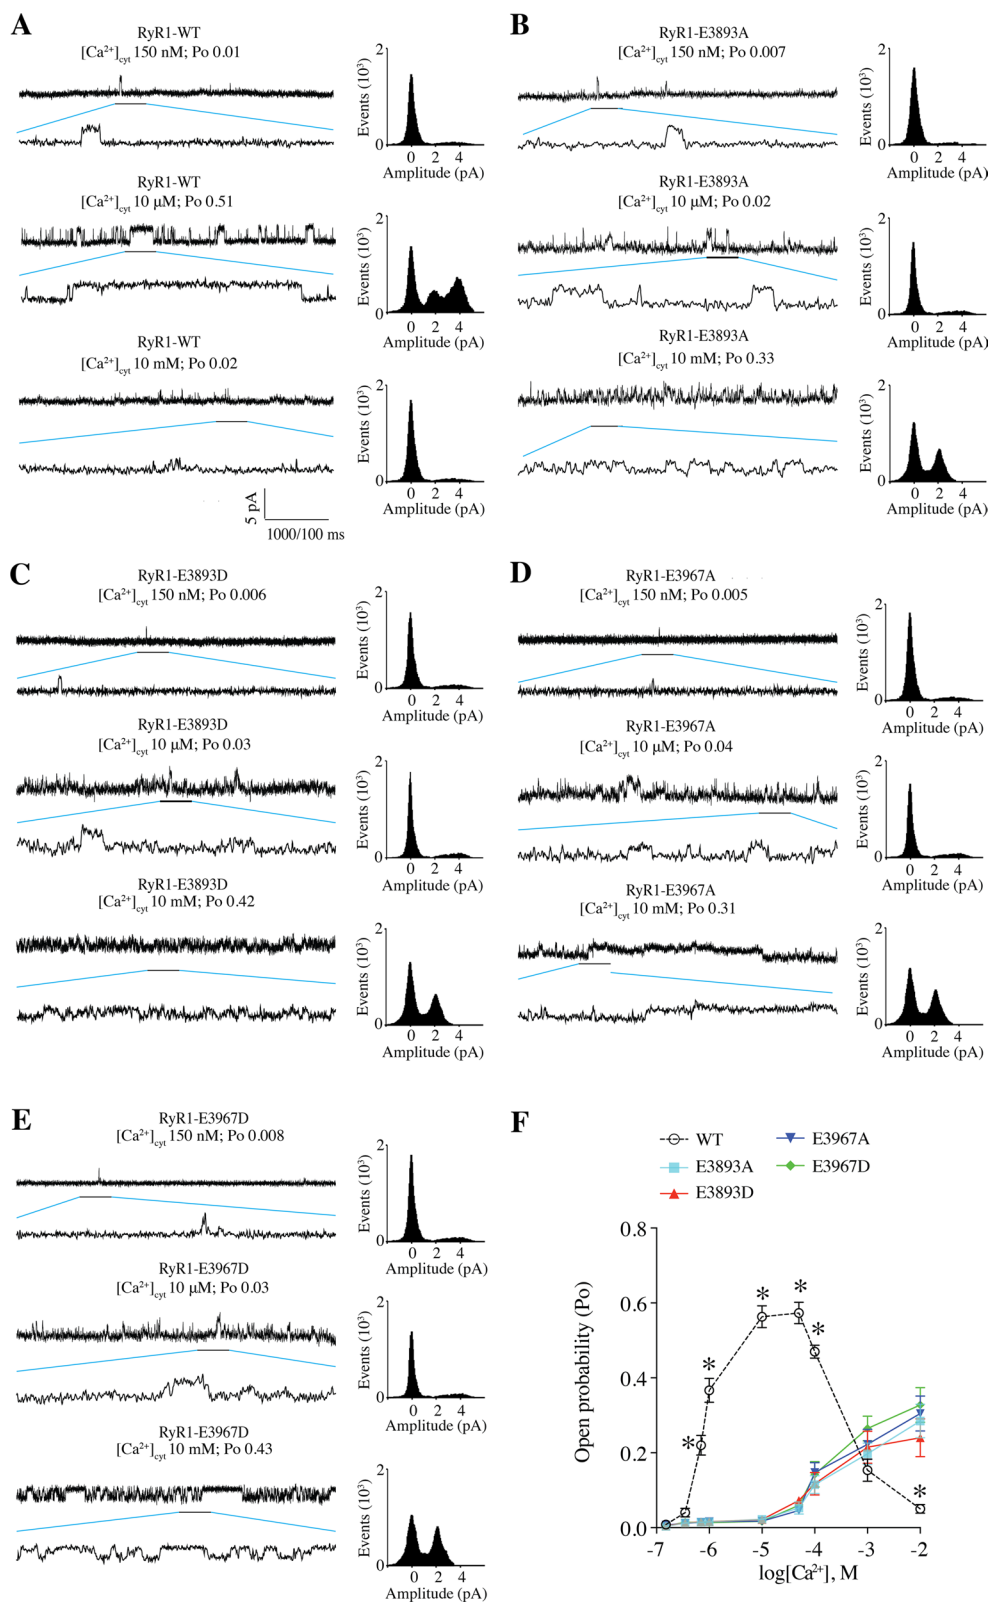 A
RyR1-WT
[Ca²⁺]cyt 150 nM; Po 0.01
Events (10³)
2
1
0
0 2 4
Amplitude (pA)
RyR1-WT
[Ca²⁺]cyt 10 μM; Po 0.51
Events (10³)
2
1
0
0 2 4
Amplitude (pA)
RyR1-WT
[Ca²⁺]cyt 10 mM; Po 0.02
Events (10³)
2
1
0
0 2 4
Amplitude (pA)
5 pA
1000/100 ms
B
RyR1-E3893A
[Ca²⁺]cyt 150 nM; Po 0.007
Events (10³)
2
1
0
0 2 4
Amplitude (pA)
RyR1-E3893A
[Ca²⁺]cyt 10 μM; Po 0.02
Events (10³)
2
1
0
0 2 4
Amplitude (pA)
RyR1-E3893A
[Ca²⁺]cyt 10 mM; Po 0.33
Events (10³)
2
1
0
0 2 4
Amplitude (pA)
C
RyR1-E3893D
[Ca²⁺]cyt 150 nM; Po 0.006
Events (10³)
2
1
0
0 2 4
Amplitude (pA)
RyR1-E3893D
[Ca²⁺]cyt 10 μM; Po 0.03
Events (10³)
2
1
0
0 2 4
Amplitude (pA)
RyR1-E3893D
[Ca²⁺]cyt 10 mM; Po 0.42
Events (10³)
2
1
0
0 2 4
Amplitude (pA)
D
RyR1-E3967A
[Ca²⁺]cyt 150 nM; Po 0.005
Events (10³)
2
1
0
0 2 4
Amplitude (pA)
RyR1-E3967A
[Ca²⁺]cyt 10 μM; Po 0.04
Events (10³)
2
1
0
0 2 4
Amplitude (pA)
RyR1-E3967A
[Ca²⁺]cyt 10 mM; Po 0.31
Events (10³)
2
1
0
0 2 4
Amplitude (pA)
E
RyR1-E3967D
[Ca²⁺]cyt 150 nM; Po 0.008
Events (10³)
2
1
0
0 2 4
Amplitude (pA)
RyR1-E3967D
[Ca²⁺]cyt 10 μM; Po 0.03
Events (10³)
2
1
0
0 2 4
Amplitude (pA)
RyR1-E3967D
[Ca²⁺]cyt 10 mM; Po 0.43
Events (10³)
2
1
0
0 2 4
Amplitude (pA)
F
WT
E3893A
E3893D
E3967A
E3967D
Open probability (Po)
0.8
0.6
0.4
0.2
0.0
* * * * * *
-7 -6 -5 -4 -3 -2
log[Ca²⁺], M